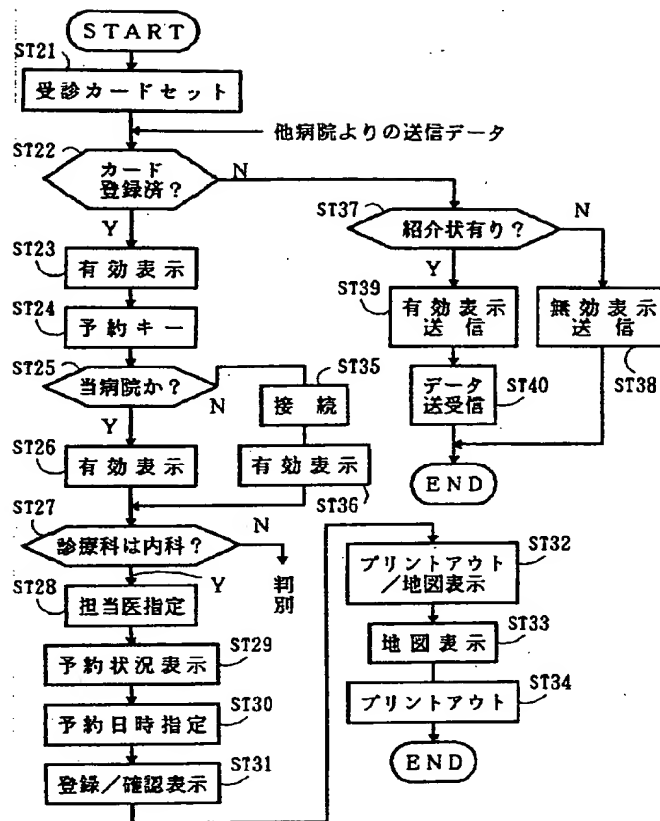 START
ST21
受診カードセット
他病院よりの送信データ
ST22
カード
登録済？
N
Y
ST23
有効表示
ST24
予約キー
ST25
当病院か？
N
Y
ST35
接続
ST26
有効表示
有効表示
ST36
ST27
診療科は内科？
N
Y
判別
ST28
担当医指定
ST29
予約状況表示
ST30
予約日時指定
ST31
登録／確認表示
ST37
紹介状有り？
N
Y
ST39
有効表示
送信
無効表示
送信
ST38
データ
送受信
ST40
END
ST32
プリントアウト
／地図表示
ST33
地図表示
ST34
プリントアウト
END